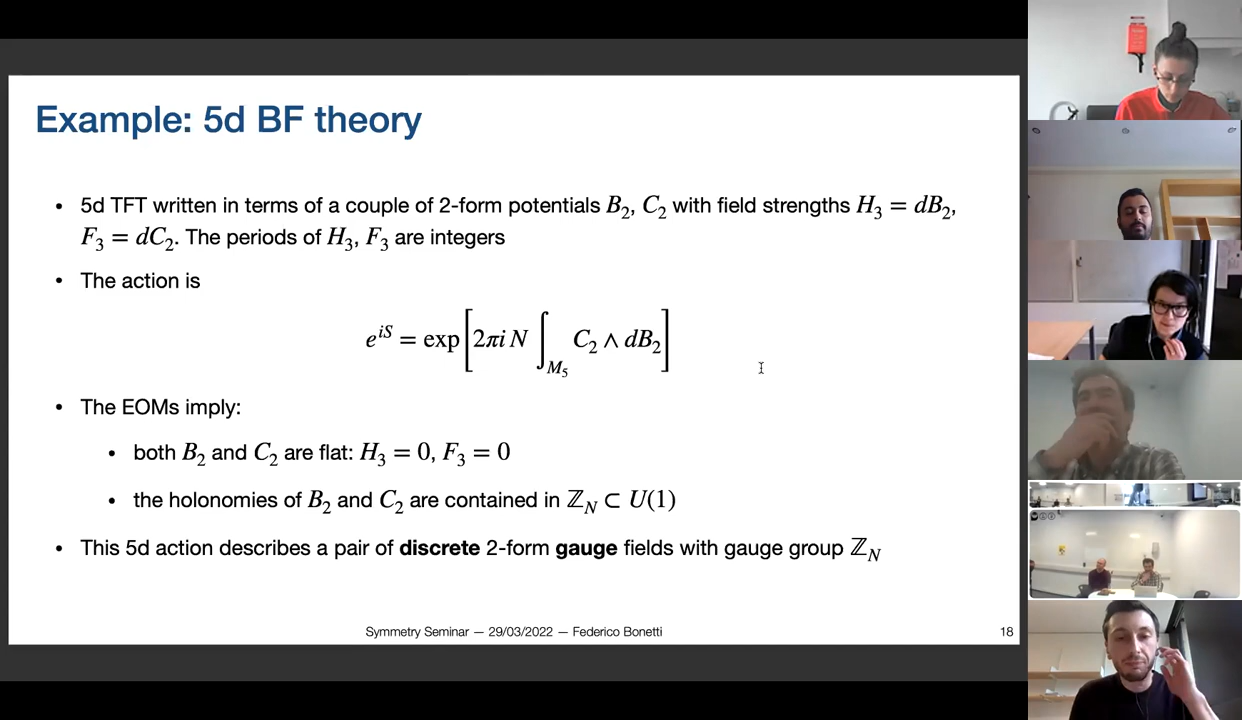 Example: 5d BF theory
• 5d TFT written in terms of a couple of 2-form potentials B₂, C₂ with field strengths H₃ = dB₂,
F₃ = dC₂. The periods of H₃, F₃ are integers
• The action is
e^{iS} = exp[2πi N ∫_{M₅} C₂ ∧ dB₂]
• The EOMs imply:
• both B₂ and C₂ are flat: H₃ = 0, F₃ = 0
• the holonomies of B₂ and C₂ are contained in ℤ_N ⊂ U(1)
• This 5d action describes a pair of discrete 2-form gauge fields with gauge group ℤ_N
Symmetry Seminar — 29/03/2022 — Federico Bonetti
18